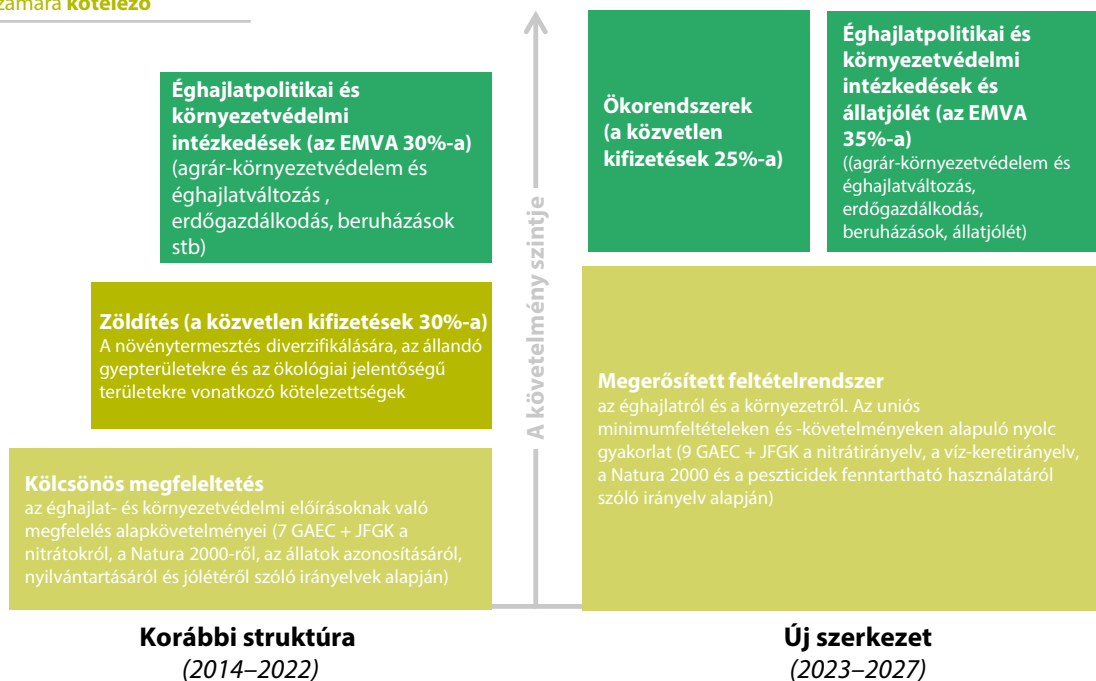 zámára kötelező
Éghajlatpolitikai és
környezetvédelmi
intézkedések (az EMVA 30%-a)
(agrár-környezetvédelem és
éghajlatváltozás ,
erdőgazdálkodás, beruházások
stb)
Zöldítés (a közvetlen kifizetések 30%-a)
A növénytermesztés diverzifikálására, az állandó
gyepterületekre és az ökológiai jelentőségű
területekre vonatkozó kötelezettségek
Kölcsönös megfeleltetés
az éghajlat- és környezetvédelmi előírásoknak való
megfelelés alapkövetelményei (7 GAEC + JFGK a
nitrátokról, a Natura 2000-ről, az állatok azonosításáról,
nyilvántartásáról és jólétéről szóló irányelvek alapján)
Korábbi struktúra
(2014–2022)
A követelmény szintje
Ökorendszerek
(a közvetlen
kifizetések 25%-a)
Éghajlatpolitikai és
környezetvédelmi
intézkedések és
állatjólét (az EMVA
35%-a)
((agrár-környezetvédelem és
éghajlatváltozás,
erdőgazdálkodás,
beruházások, állatjólét)
Megerősített feltételrendszer
az éghajlatról és a környezetről. Az uniós
minimumfeltételeken és -követelményeken alapuló nyolc
gyakorlat (9 GAEC + JFGK a nitrátirányelv, a víz-keretirányelv,
a Natura 2000 és a peszticidek fenntartható használatáról
szóló irányelv alapján)
Új szerkezet
(2023–2027)